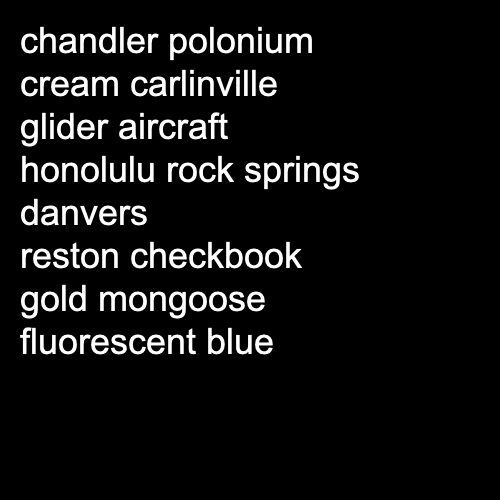 chandler polonium
cream carlinville
glider aircraft
honolulu rock springs
danvers
reston checkbook
gold mongoose
fluorescent blue